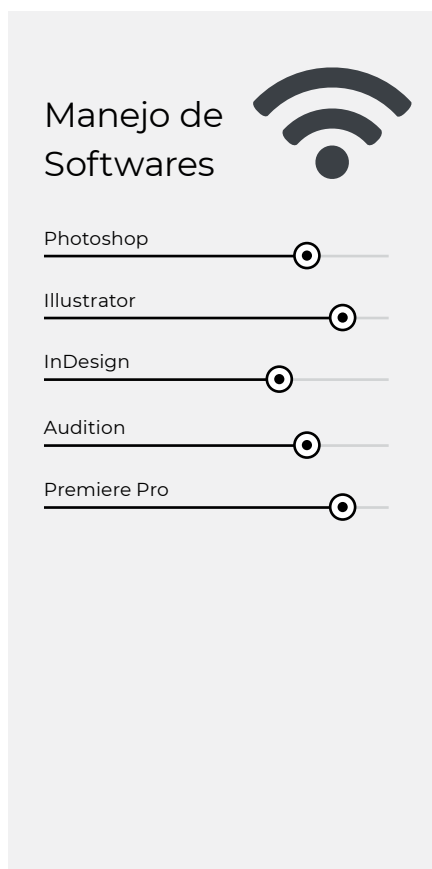 Manejo de
Softwares
Photoshop
Illustrator
InDesign
Audition
Premiere Pro